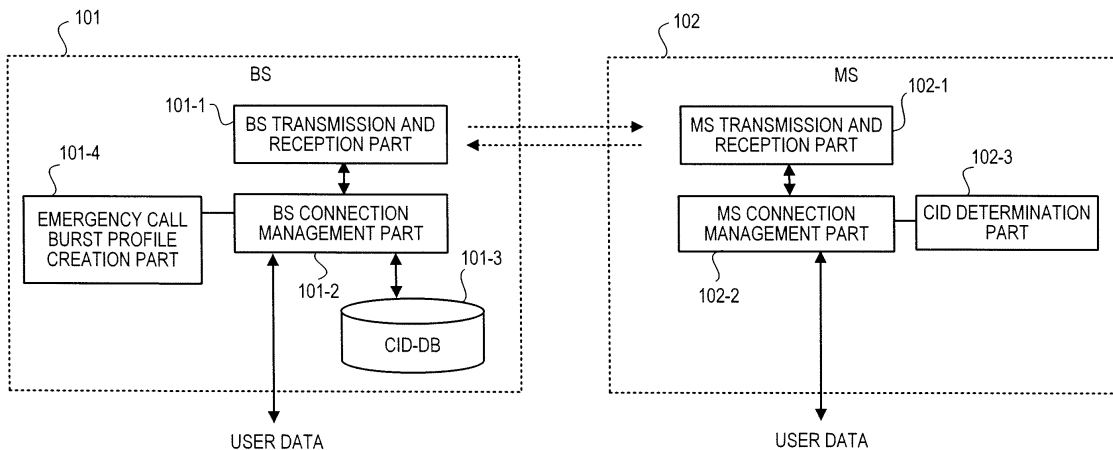 101
BS
101-1
BS TRANSMISSION AND
RECEPTION PART
101-4
EMERGENCY CALL
BURST PROFILE
CREATION PART
BS CONNECTION
MANAGEMENT PART
101-2
101-3
CID-DB
USER DATA
102
MS
102-1
MS TRANSMISSION AND
RECEPTION PART
102-3
MS CONNECTION
MANAGEMENT PART
CID DETERMINATION
PART
102-2
USER DATA